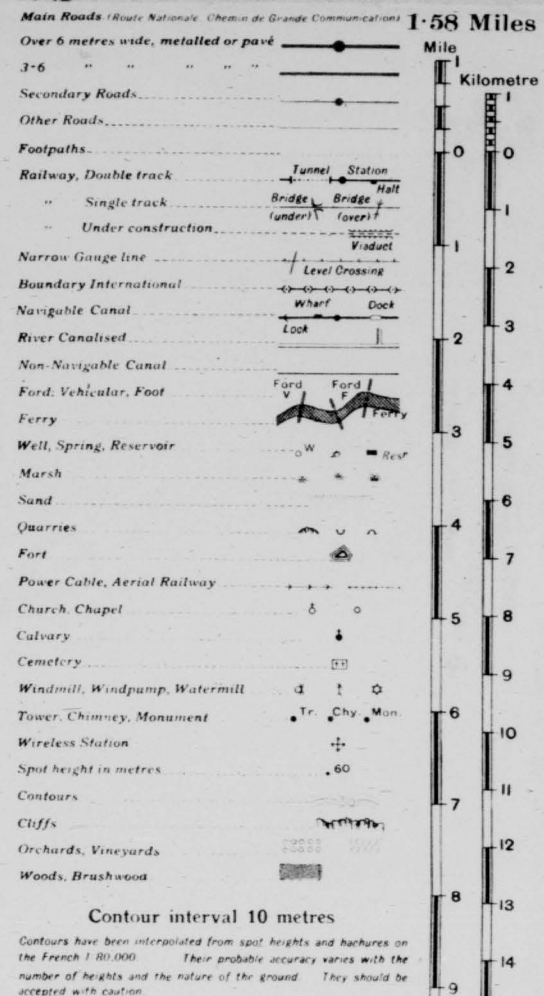 Main Roads (Route Nationale. Chemin de Grande Communication)
1·58 Miles
Over 6 metres wide, metalled or pavé
3-6 " " " " "
Secondary Roads
Other Roads
Footpaths
Railway, Double track
Tunnel Station
Halt
" Single track
Bridge (under) Bridge (over)
" Under construction
Viaduct
Narrow Gauge line
Level Crossing
Boundary International
Navigable Canal
Wharf Dock
Lock
River Canalised
Non-Navigable Canal
Ford; Vehicular, Foot
Ford V Ford F
Ferry
Ferry
Well, Spring, Reservoir
W Resr
Marsh
Sand
Quarries
Fort
Power Cable, Aerial Railway
Church, Chapel
Calvary
Cemetery
Windmill, Windpump, Watermill
Tower, Chimney, Monument
Tr. Chy. Mon.
Wireless Station
Spot height in metres
.60
Contours
Cliffs
Orchards, Vineyards
Woods, Brushwood
Contour interval 10 metres
Contours have been interpolated from spot heights and hachures on
the French 1:80,000 Their probable accuracy varies with the
number of heights and the nature of the ground. They should be
accepted with caution
Mile
1
0
1
2
3
4
5
6
7
8
9
Kilometre
1
0
1
2
3
4
5
6
7
8
9
10
11
12
13
14